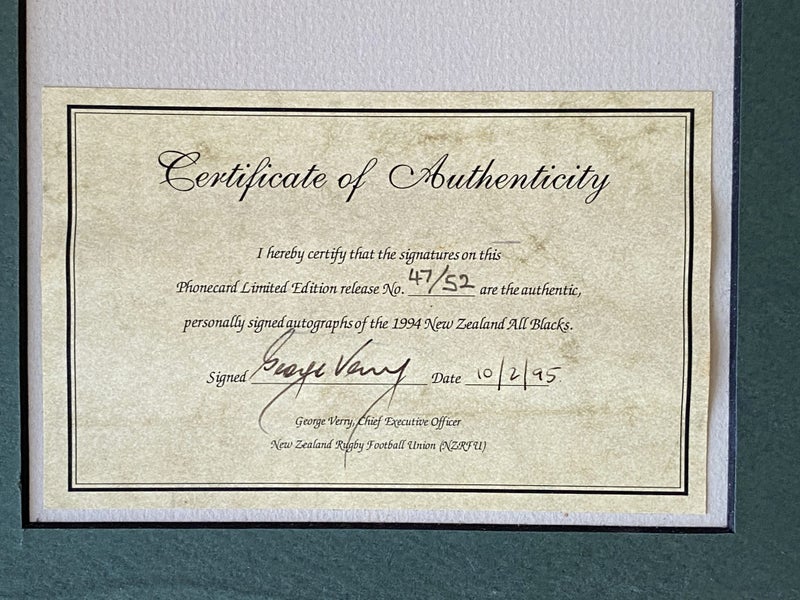 Certificate of Authenticity
I hereby certify that the signatures on this
Phonecard Limited Edition release No. 47/52 are the authentic,
personally signed autographs of the 1994 New Zealand All Blacks.
Signed George Verry Date 10/2/95
George Verry, Chief Executive Officer
New Zealand Rugby Football Union (NZRFU)